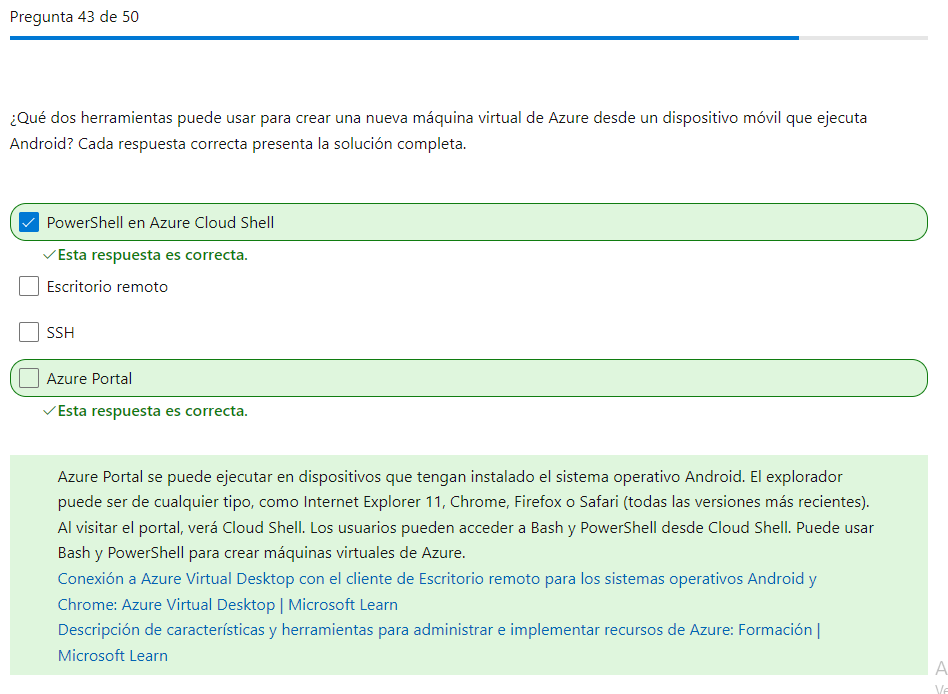 Pregunta 43 de 50
¿Qué dos herramientas puede usar para crear una nueva máquina virtual de Azure desde un dispositivo móvil que ejecuta
Android? Cada respuesta correcta presenta la solución completa.
PowerShell en Azure Cloud Shell
Esta respuesta es correcta.
Escritorio remoto
SSH
Azure Portal
Esta respuesta es correcta.
Azure Portal se puede ejecutar en dispositivos que tengan instalado el sistema operativo Android. El explorador
puede ser de cualquier tipo, como Internet Explorer 11, Chrome, Firefox o Safari (todas las versiones más recientes).
Al visitar el portal, verá Cloud Shell. Los usuarios pueden acceder a Bash y PowerShell desde Cloud Shell. Puede usar
Bash y PowerShell para crear máquinas virtuales de Azure.
Conexión a Azure Virtual Desktop con el cliente de Escritorio remoto para los sistemas operativos Android y
Chrome: Azure Virtual Desktop | Microsoft Learn
Descripción de características y herramientas para administrar e implementar recursos de Azure: Formación |
Microsoft Learn